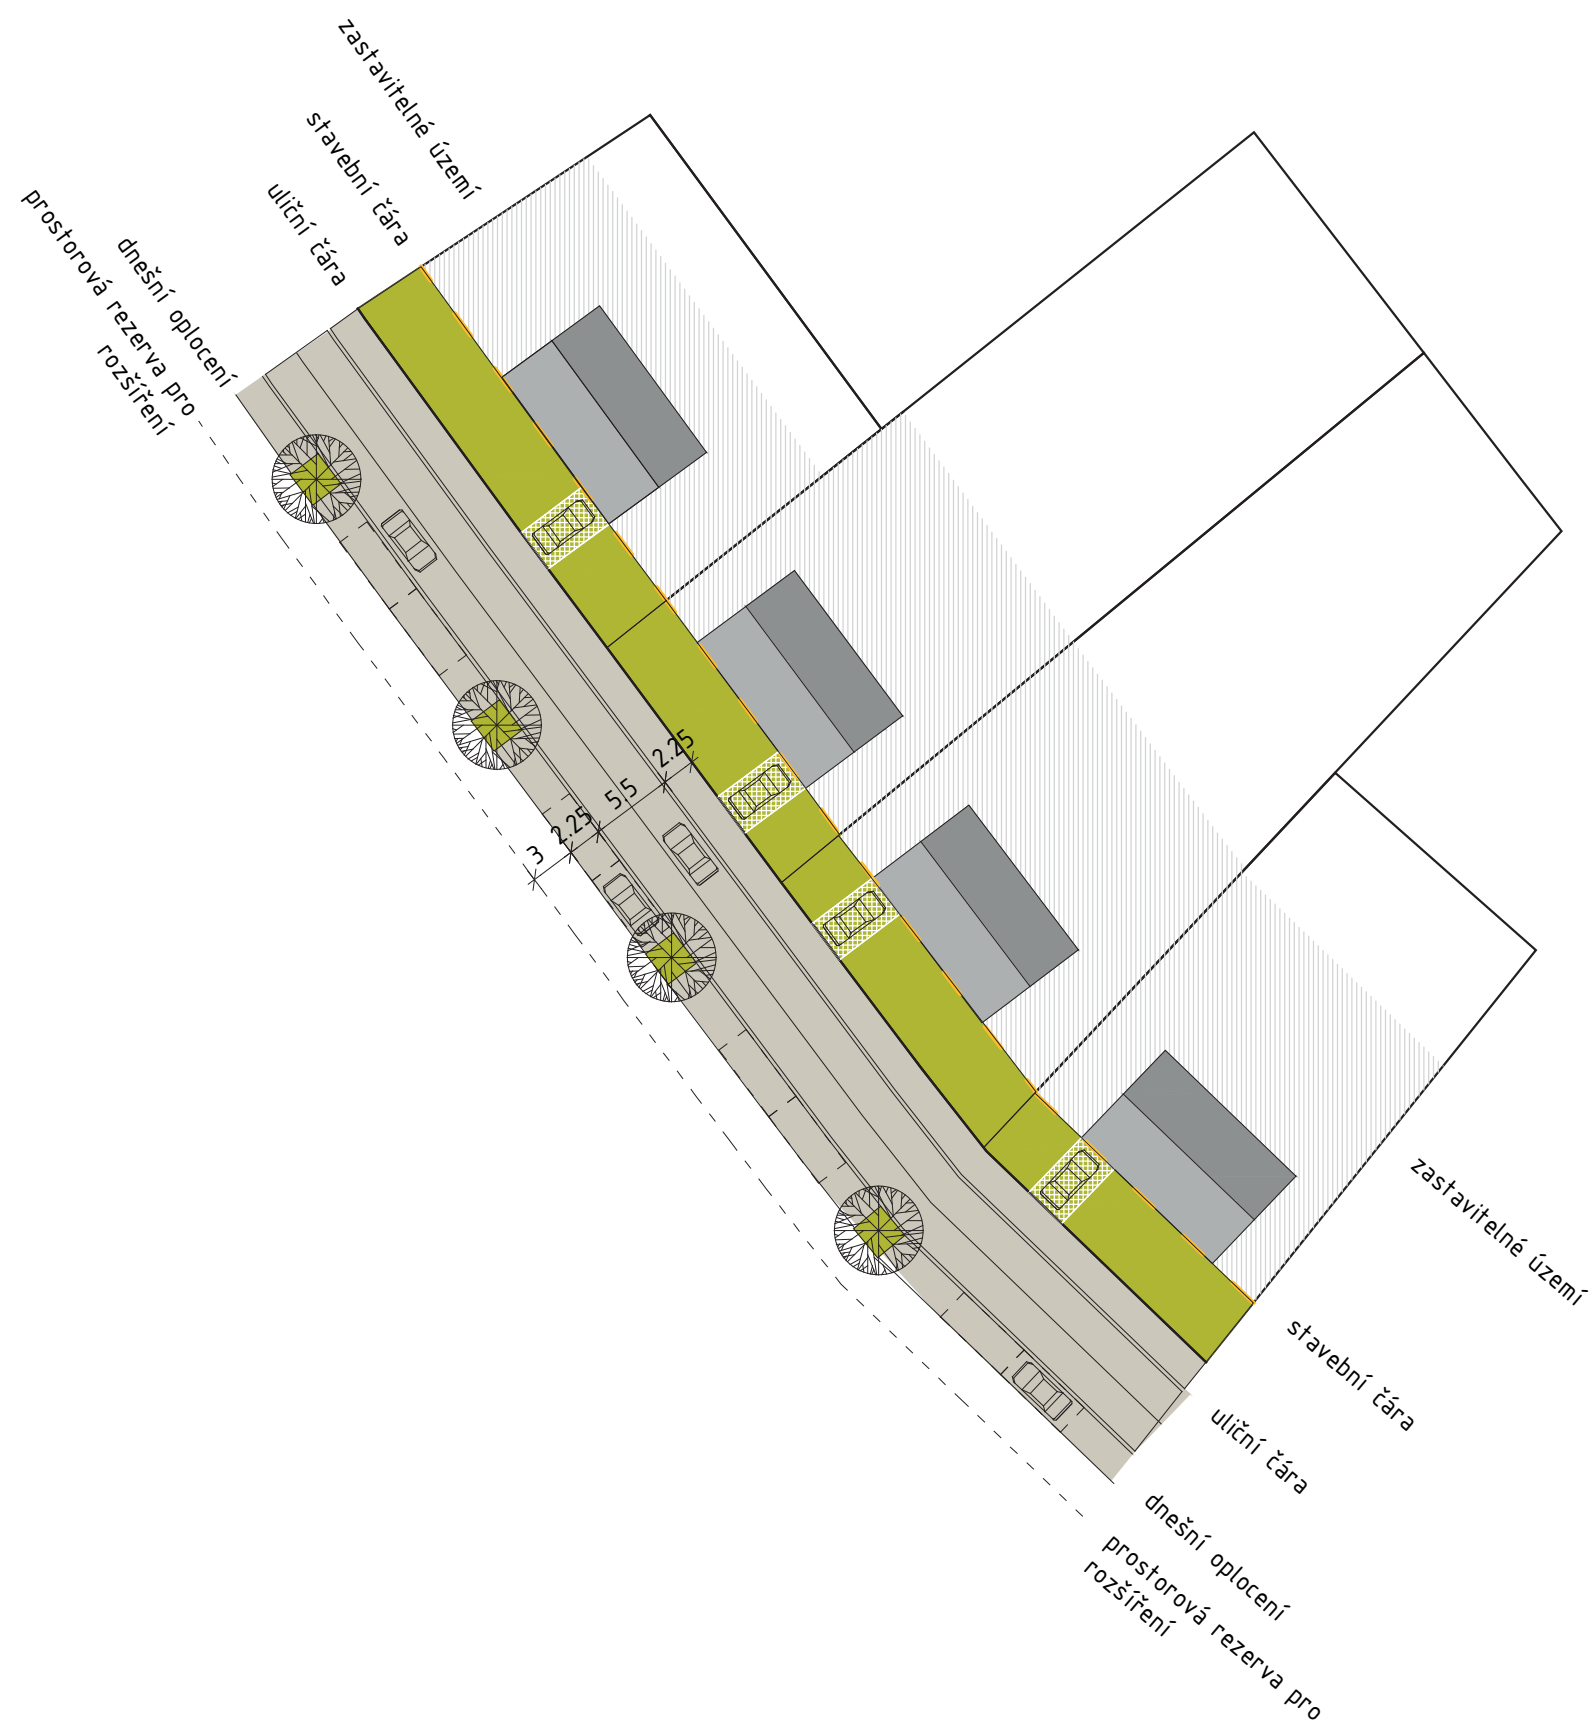 zastavitelné území
stavební čára
uliční čára
dnešní oplocení
prostorová rezerva pro
rozšíření
2.25
5.5
2.25
3
zastavitelné území
stavební čára
uliční čára
dnešní oplocení
prostorová rezerva pro
rozšíření